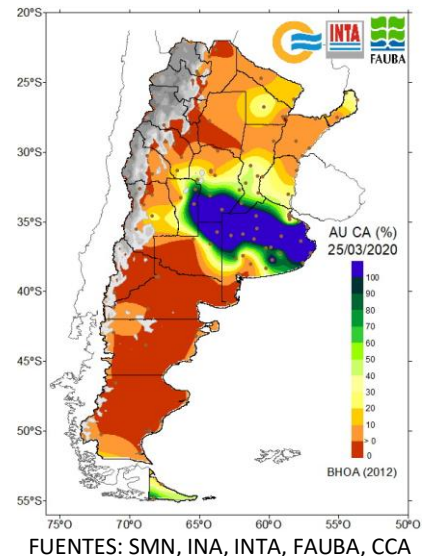 20°S
25°S
30°S
35°S
40°S
45°S
50°S
55°S
75°O
70°O
65°O
60°O
55°O
50°O
INTA
FAUBA
AU CA (%)
25/03/2020
100
90
80
70
60
50
40
30
20
10
> 0
0
BHOA (2012)
FUENTES: SMN, INA, INTA, FAUBA, CCA